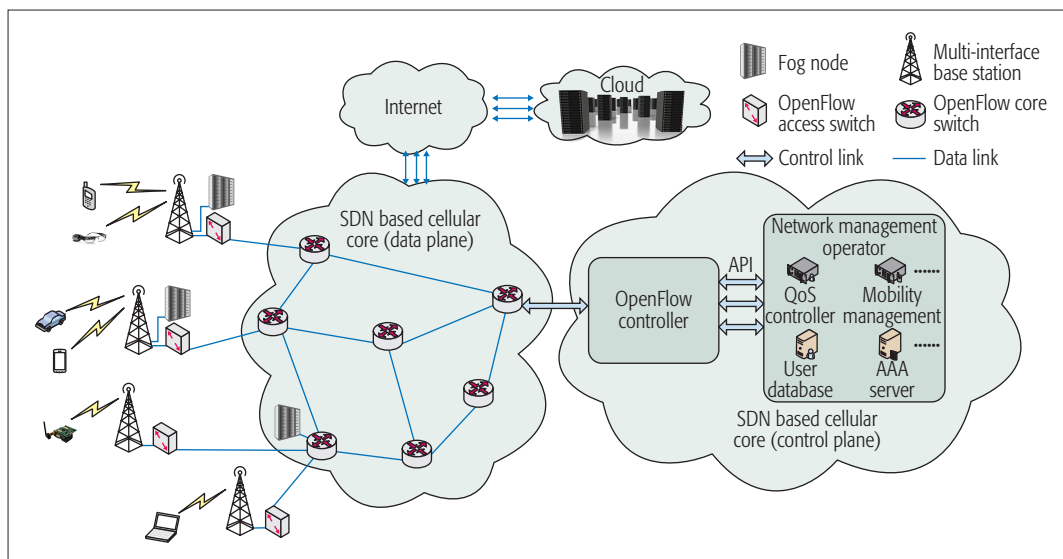 Cloud
Internet
Fog node
Multi-interface
base station
OpenFlow
access switch
OpenFlow core
switch
Control link
Data link
SDN based cellular
core (data plane)
OpenFlow
controller
API
Network management
operator
QoS
controller
Mobility
management
......
User
database
AAA
server
......
SDN based cellular
core (control plane)